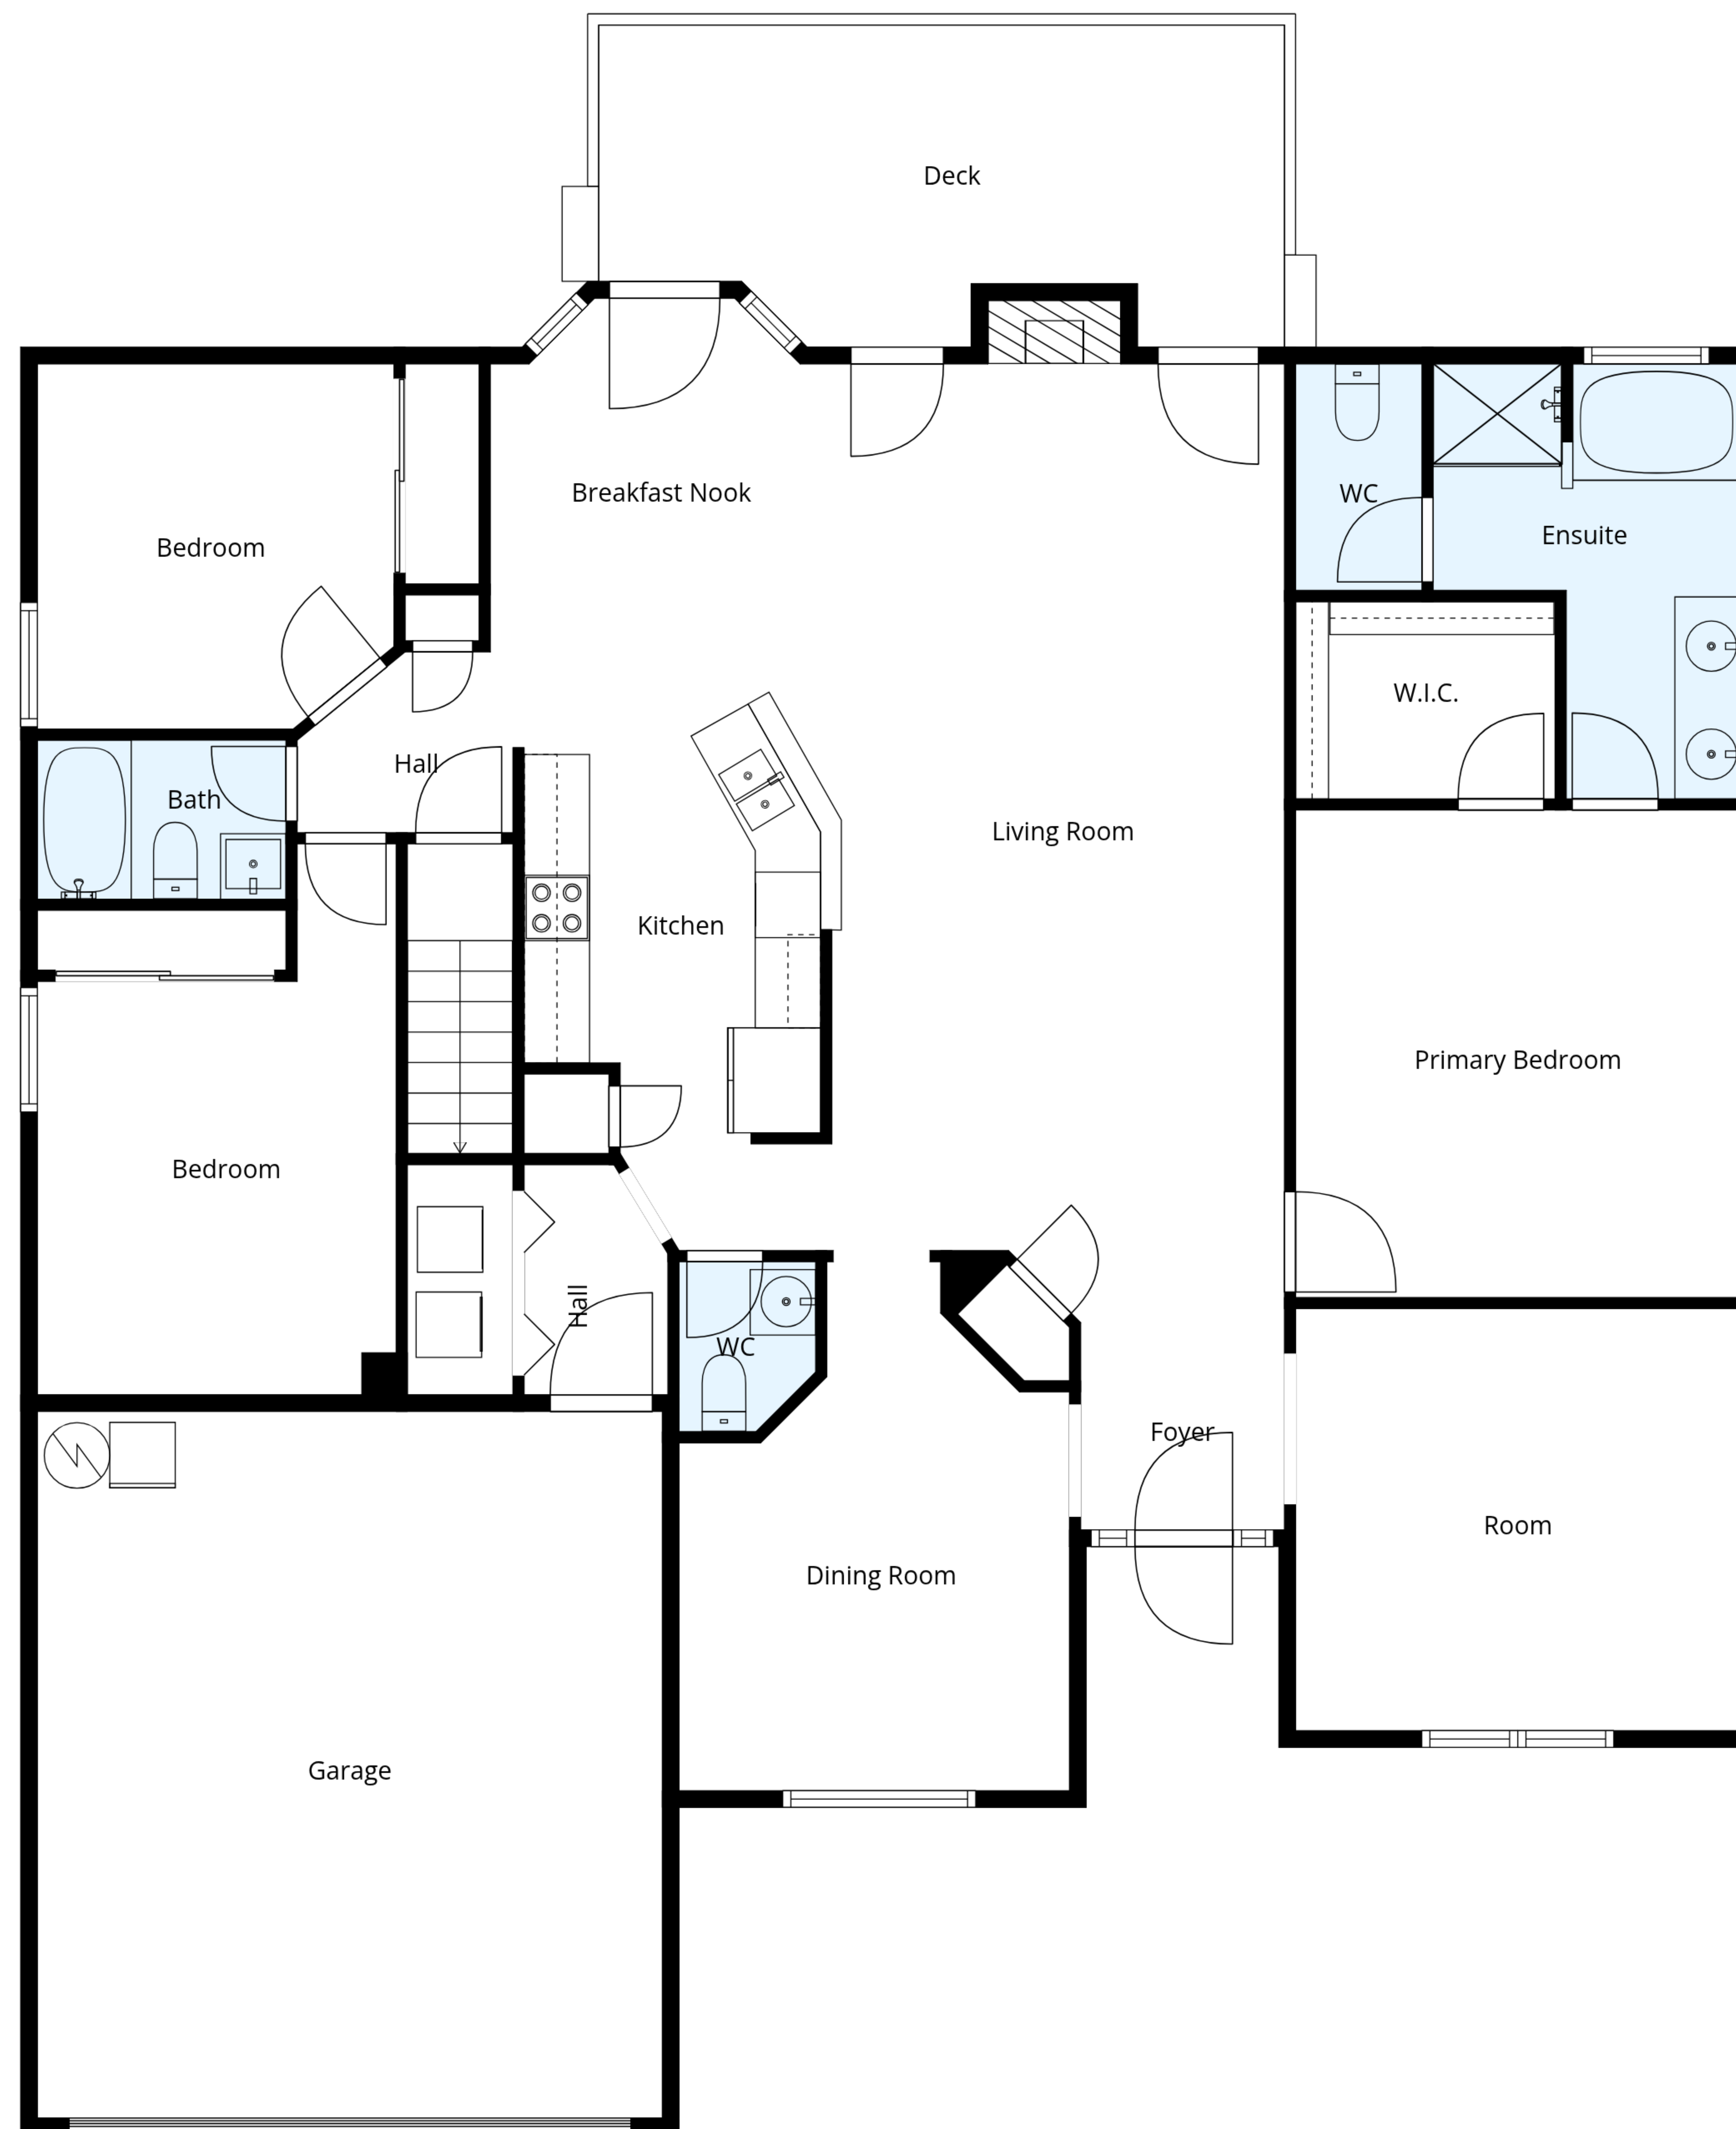 Deck
Breakfast Nook
WC
Ensuite
Bedroom
W.I.C.
Hall
Bath
Living Room
Kitchen
Primary Bedroom
Bedroom
Hall
WC
Foyer
Room
Dining Room
Garage